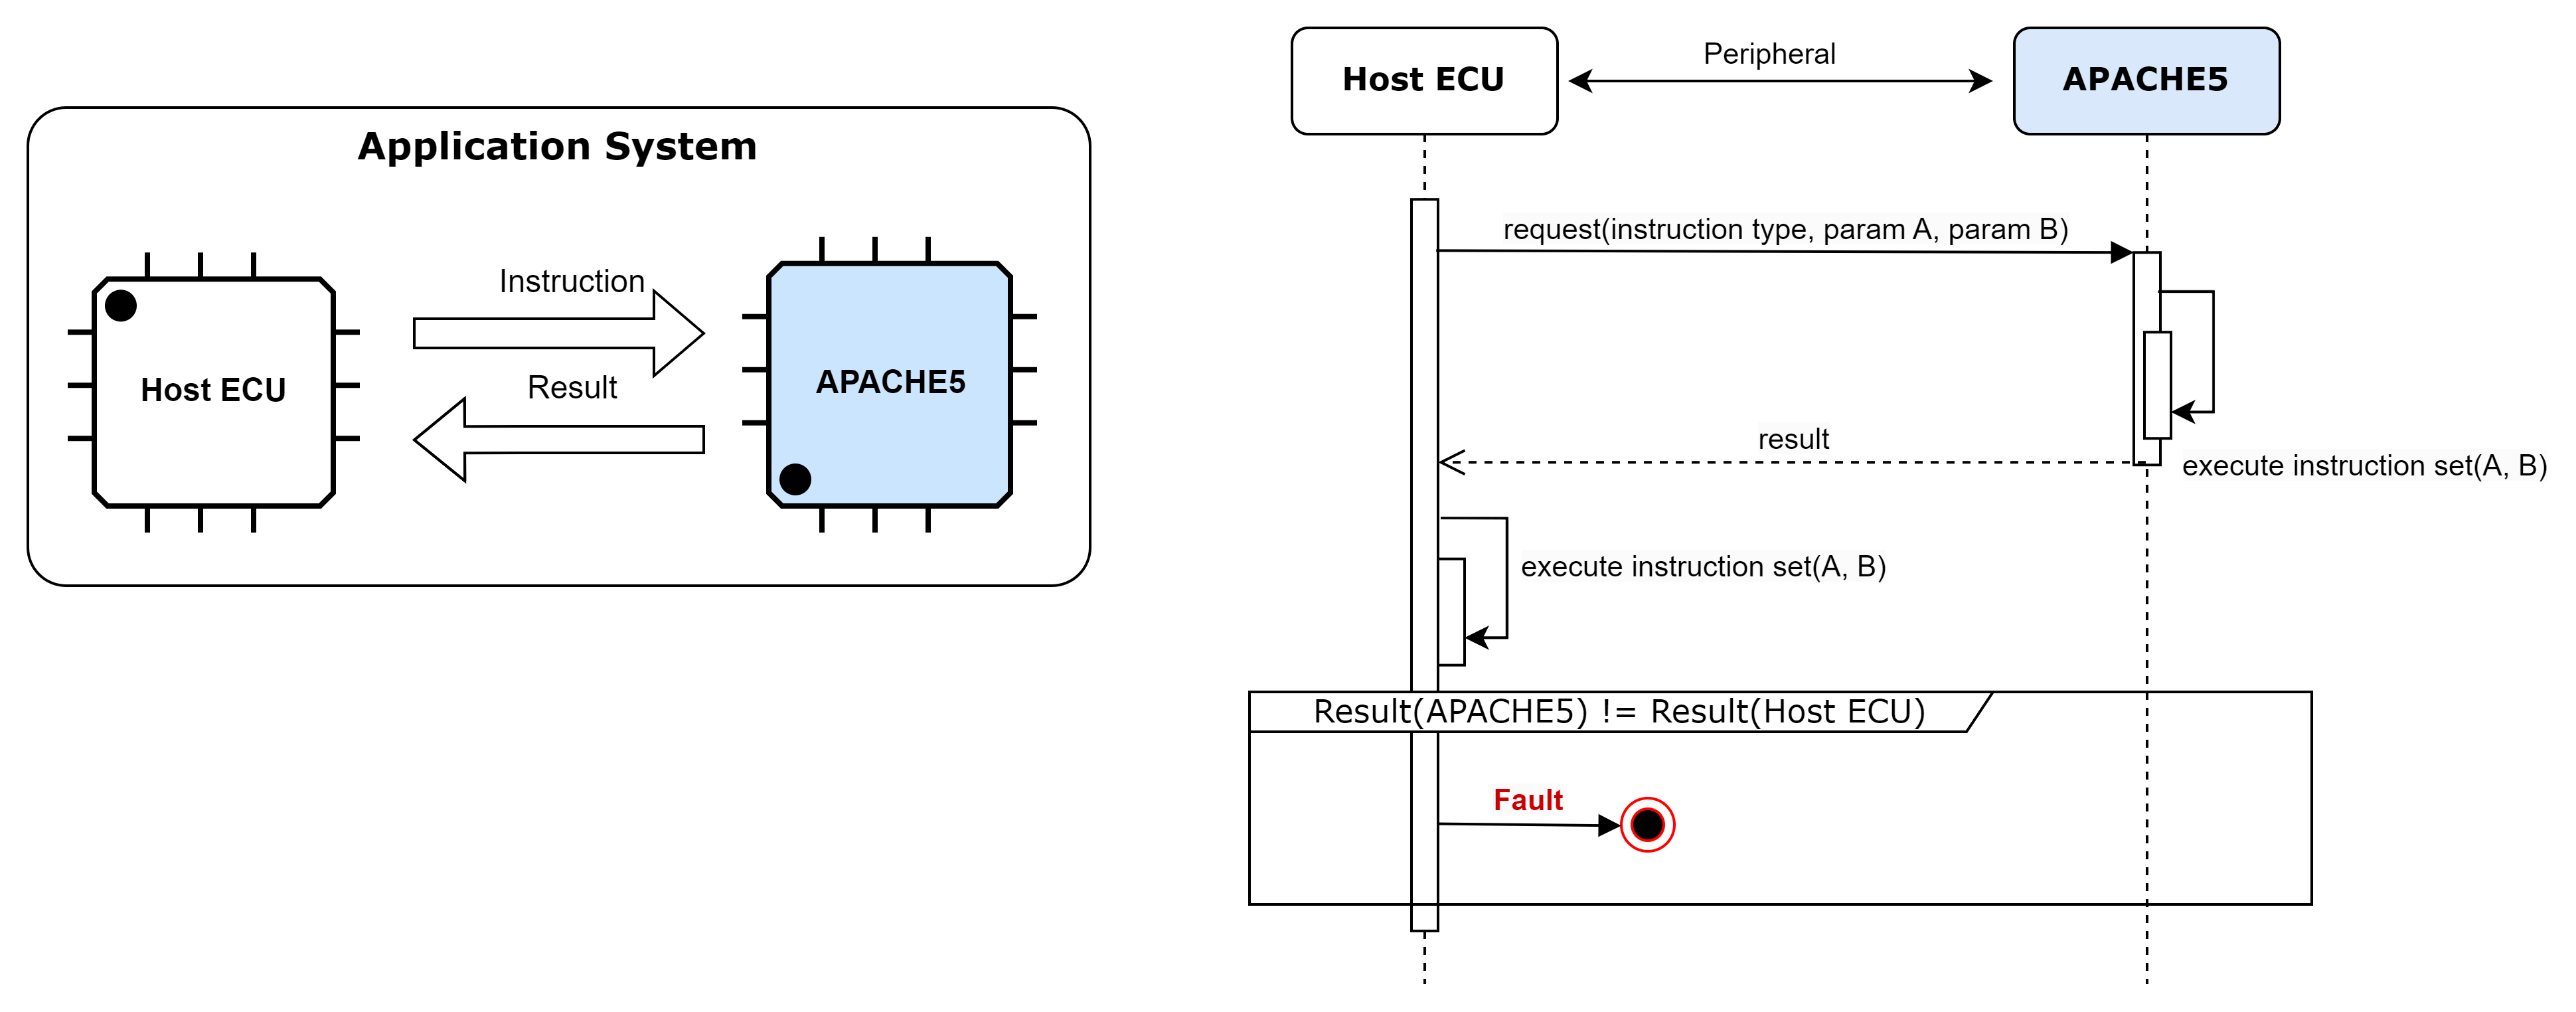 Application System
Instruction
Result
Host ECU
APACHE5
Host ECU
Peripheral
APACHE5
request(instruction type, param A, param B)
result
execute instruction set(A, B)
execute instruction set(A, B)
Result(APACHE5) != Result(Host ECU)
Fault